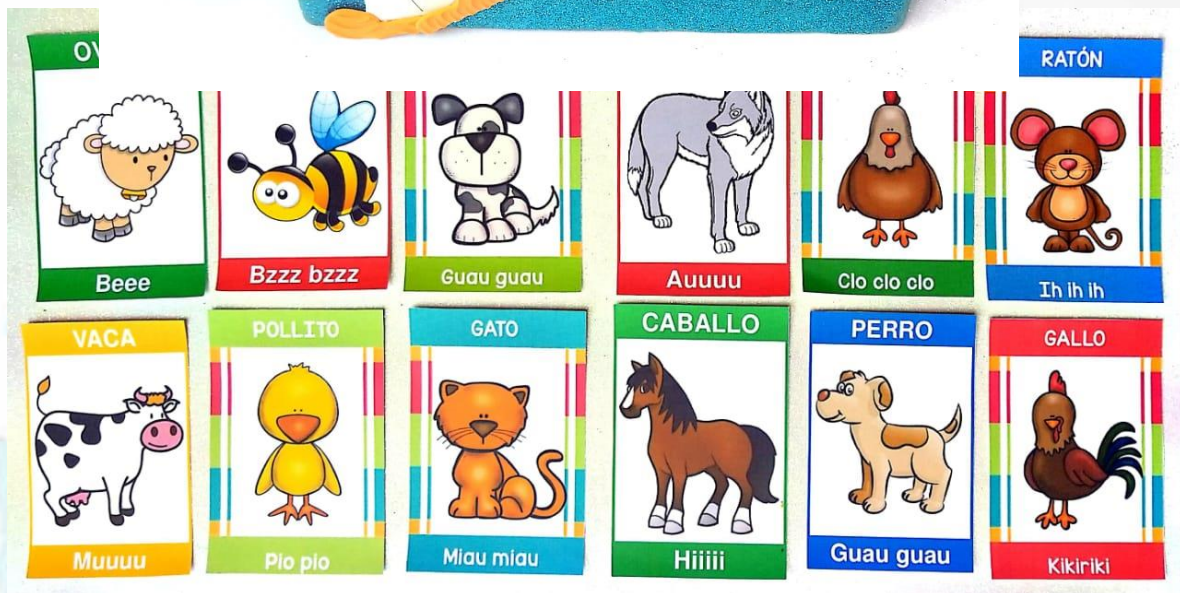 RATÓN
Beee
Bzzz bzzz
Guau guau
Auuuu
Clo clo clo
Ih ih ih
VACA
POLLITO
GATO
CABALLO
PERRO
GALLO
Muuuu
Pio pio
Miau miau
Hiiiii
Guau guau
Kikiriki